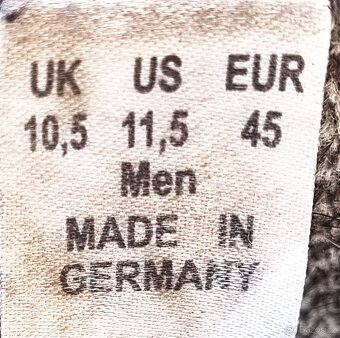 UK US EUR
10,5 11,5 45
Men
MADE IN
GERMANY